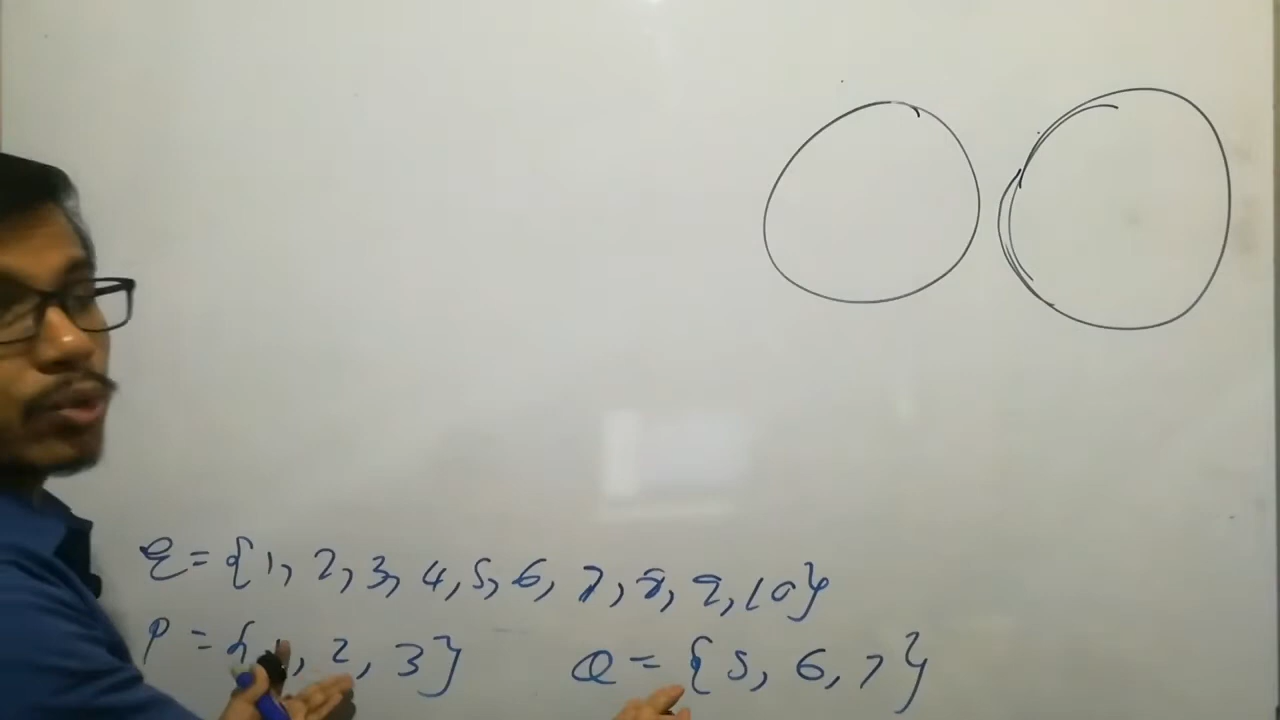 ξ = {1, 2, 3, 4, 5, 6, 7, 8, 9, 10}
P = {1, 2, 3} Q = {5, 6, 7}